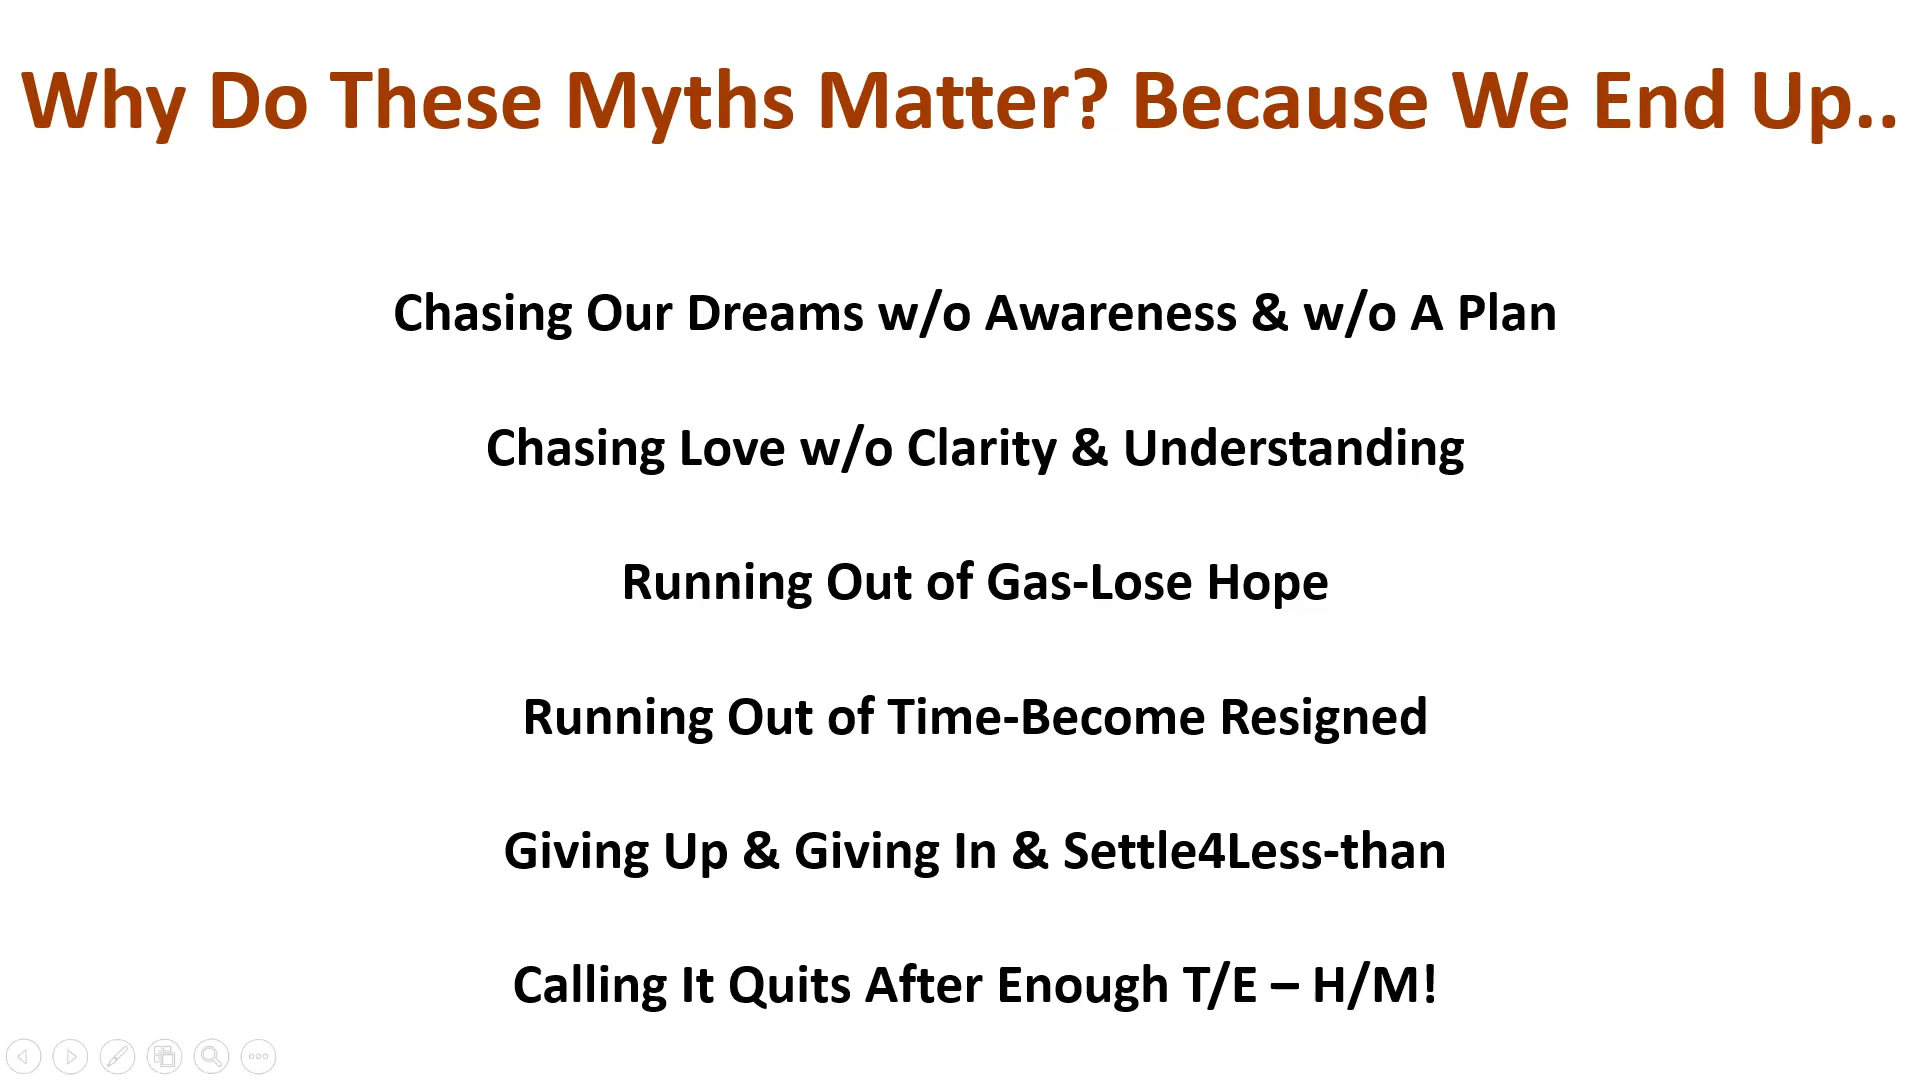 Why Do These Myths Matter? Because We End Up..
Chasing Our Dreams w/o Awareness & w/o A Plan
Chasing Love w/o Clarity & Understanding
Running Out of Gas-Lose Hope
Running Out of Time-Become Resigned
Giving Up & Giving In & Settle4Less-than
Calling It Quits After Enough T/E – H/M!